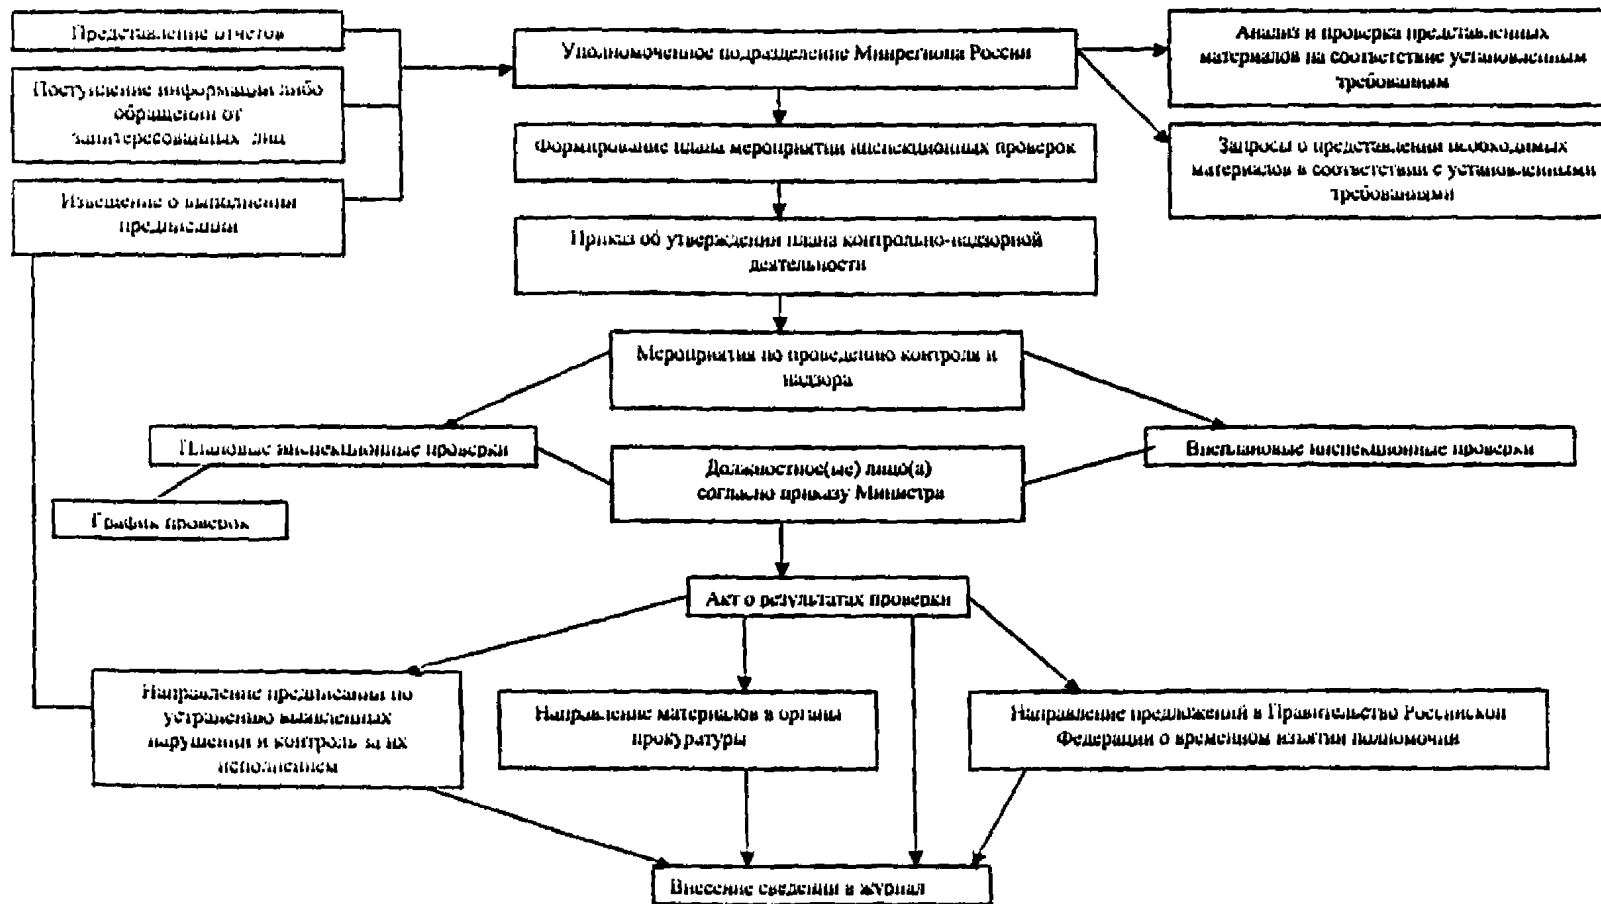 Представление отчетов
Поступление информации либо
обращений от
заинтересованных лиц
Извещение о выполнении
предписаний
Уполномоченное подразделение Минрегиона России
Формирование плана мероприятий инспекционных проверок
Приказ об утверждении плана контрольно-надзорной
деятельности
Анализ и проверка представленных
материалов на соответствие установленным
требованиям
Запросы о представлении необходимых
материалов в соответствии с установленными
требованиями
Мероприятия по проведению контроля и
надзора
Плановые инспекционные проверки
График проверок
Должностное(ые) лицо(а)
согласно приказу Министра
Внеплановые инспекционные проверки
Акт о результатах проверки
Направление предписаний по
устранению выявленных
нарушений и контроль за их
исполнением
Направление материалов в органы
прокуратуры
Направление предложений в Правительство Российской
Федерации о временном изъятии полномочий
Внесение сведений в журнал